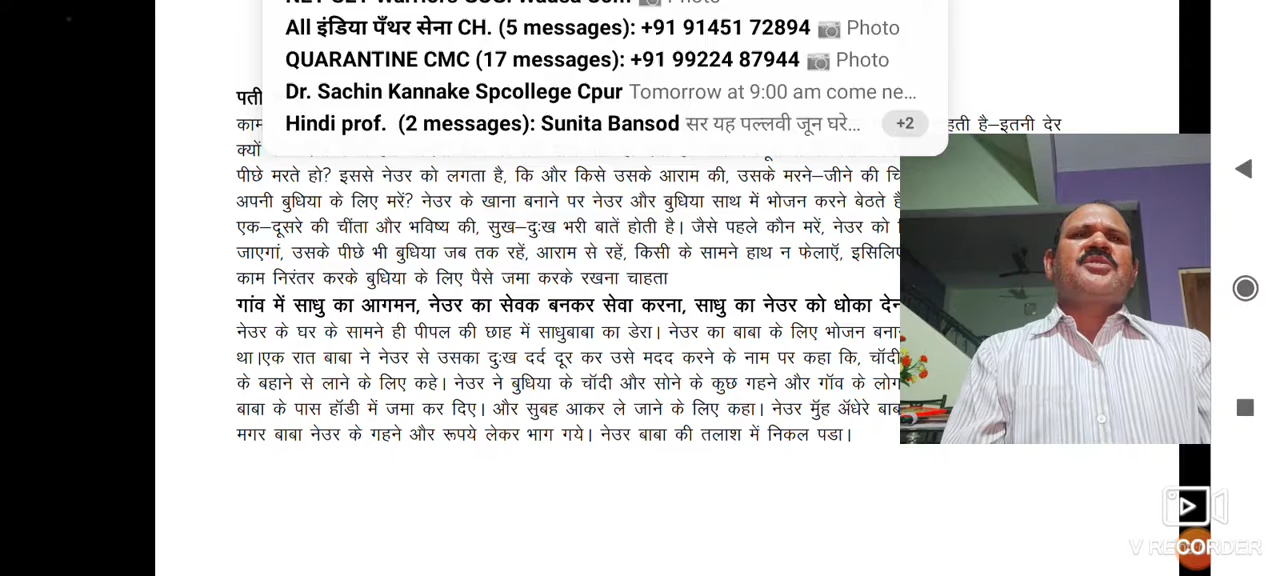 All इंडिया पँथर सेना CH. (5 messages): +91 91451 72894 Photo
QUARANTINE CMC (17 messages): +91 99224 87944 Photo
Dr. Sachin Kannake Spcollege Cpur Tomorrow at 9:00 am come ne...
Hindi prof. (2 messages): Sunita Bansod सर यह पल्लवी जून घरे... +2
पती
काम हती है–इतनी देर
क्यों
पीछे मरते हो? इससे नेउर को लगता है, कि और किसे उसके आराम की, उसके मरने–जीने की
अपनी बुधिया के लिए मरें? नेउर के खाना बनाने पर नेउर और बुधिया साथ में भोजन करने बेठते
एक–दूसरे की चींता और भविष्य की, सुख–दुःख भरी बातें होती है। जैसे पहले कौन मरें, नेउर को
जाएगां, उसके पीछे भी बुधिया जब तक रहें, आराम से रहें, किसी के सामने हाथ न फेलाएँ, इसिलिए
काम निरंतर करके बुधिया के लिए पैसे जमा करके रखना चाहता
गांव में साधु का आगमन, नेउर का सेवक बनकर सेवा करना, साधु का नेउर को धोका देन
नेउर के घर के सामने ही पीपल की छाह में साधुबाबा का डेरा। नेउर का बाबा के लिए भोजन बना
था।एक रात बाबा ने नेउर से उसका दुःख दर्द दूर कर उसे मदद करने के नाम पर कहा कि, चॉदी
के बहाने से लाने के लिए कहे। नेउर ने बुधिया के चॉदी और सोने के कुछ गहने और गॉव के लोग
बाबा के पास हॉडी में जमा कर दिए। और सुबह आकर ले जाने के लिए कहा। नेउर मुॅह ॲधेरे बाब
मगर बाबा नेउर के गहने और रूपये लेकर भाग गये। नेउर बाबा की तलाश में निकल पडा।
V RECORDER